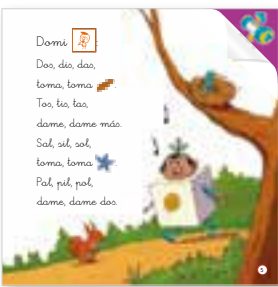 Domi :
Dos, dis, das,
toma, toma .
Tos, tis, tas,
dame, dame más.
Sal, sil, sol,
toma, toma .
Pal, pil, pol,
dame, dame dos.
5